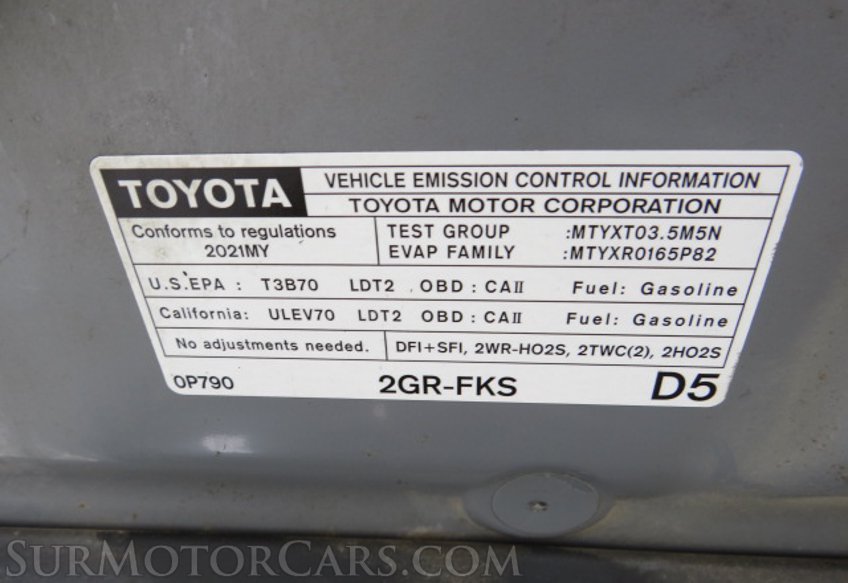 TOYOTA
VEHICLE EMISSION CONTROL INFORMATION
TOYOTA MOTOR CORPORATION
Conforms to regulations
2021MY
TEST GROUP :MTYXT03.5M5N
EVAP FAMILY :MTYXR0165P82
U.S.EPA : T3B70 LDT2 OBD : CAII Fuel: Gasoline
California: ULEV70 LDT2 OBD : CAII Fuel: Gasoline
No adjustments needed.
DFI+SFI, 2WR-HO2S, 2TWC(2), 2HO2S
0P790
2GR-FKS
D5
SURMOTORCARS.COM